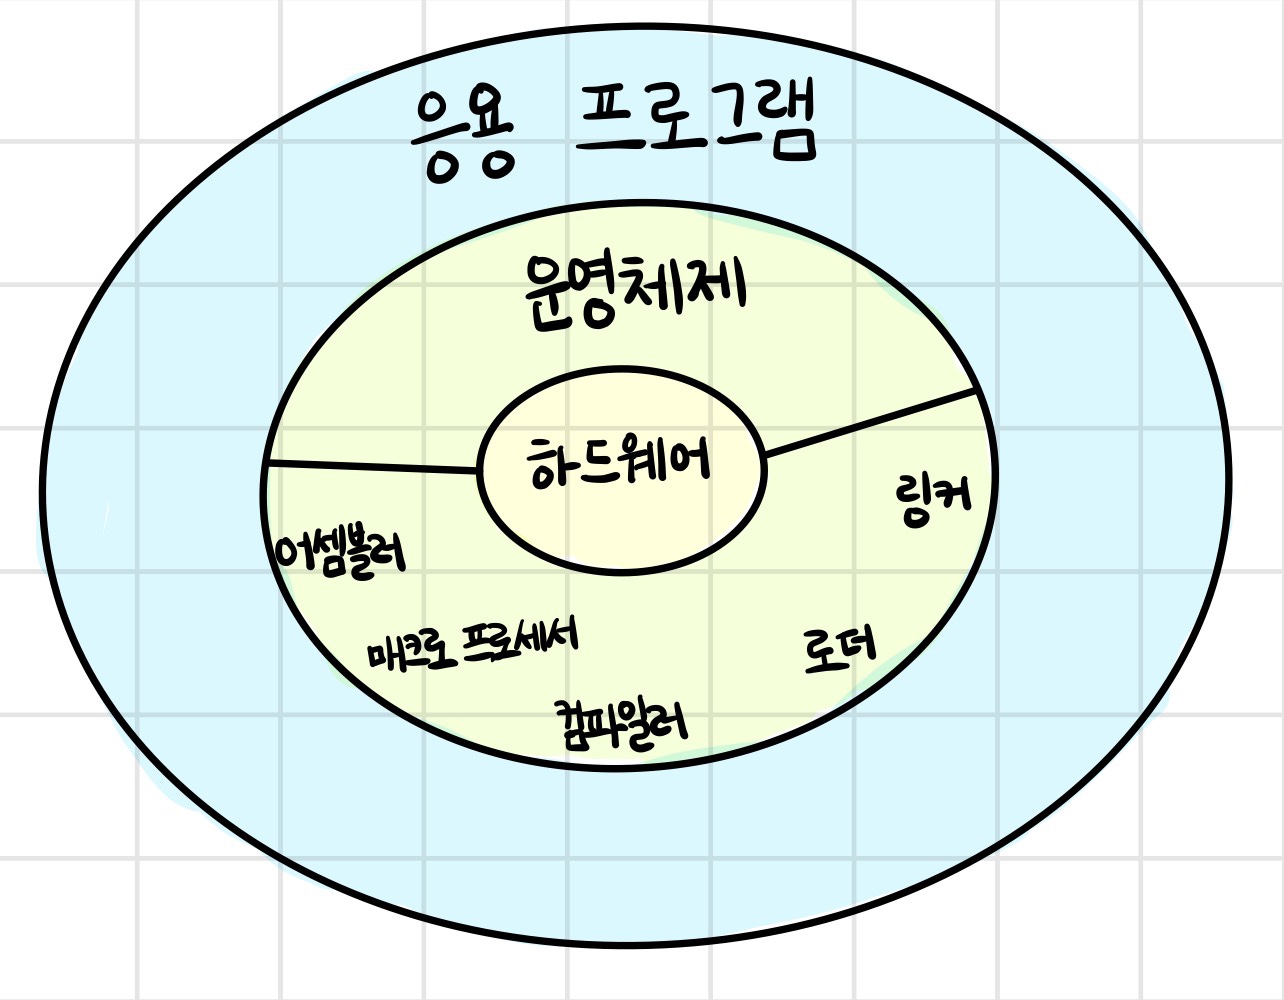 응용 프로그램
운영체제
하드웨어
링커
어셈블러
매크로 프로세서
로더
컴파일러